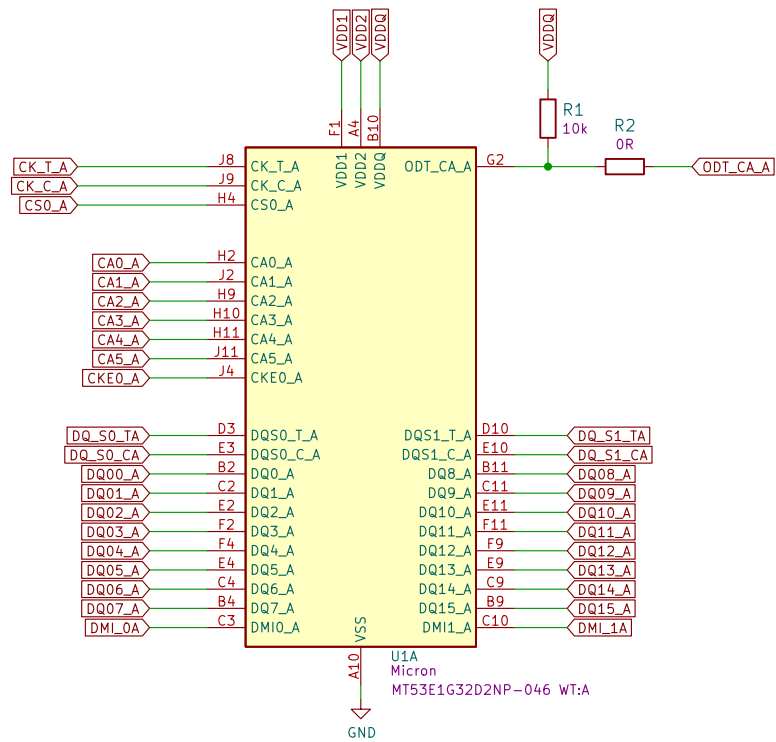 VDD1
VDD2
VDDQ
VDDQ
R1
10k
R2
0R
F1
A4
B10
CK_T_A J8 CK_T_A VDD1 VDD2 VDDQ ODT_CA_A G2 ODT_CA_A
CK_C_A J9 CK_C_A
CS0_A H4 CS0_A
CA0_A H2 CA0_A
CA1_A J2 CA1_A
CA2_A H9 CA2_A
CA3_A H10 CA3_A
CA4_A H11 CA4_A
CA5_A J11 CA5_A
CKE0_A J4 CKE0_A
DQ_S0_TA D3 DQS0_T_A DQS1_T_A D10 DQ_S1_TA
DQ_S0_CA E3 DQS0_C_A DQS1_C_A E10 DQ_S1_CA
DQ00_A B2 DQ0_A DQ8_A B11 DQ08_A
DQ01_A C2 DQ1_A DQ9_A C11 DQ09_A
DQ02_A E2 DQ2_A DQ10_A E11 DQ10_A
DQ03_A F2 DQ3_A DQ11_A F11 DQ11_A
DQ04_A F4 DQ4_A DQ12_A F9 DQ12_A
DQ05_A E4 DQ5_A DQ13_A E9 DQ13_A
DQ06_A C4 DQ6_A DQ14_A C9 DQ14_A
DQ07_A B4 DQ7_A DQ15_A B9 DQ15_A
DMI_0A C3 DMI0_A VSS DMI1_A C10 DMI_1A
A10
U1A
Micron
MT53E1G32D2NP-046 WT:A
GND